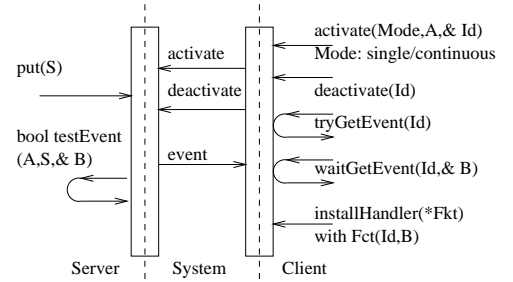 activate(Mode,A,& Id)
Mode: single/continuous
activate
put(S)
deactivate
deactivate(Id)
tryGetEvent(Id)
bool testEvent
(A,S,& B)
event
waitGetEvent(Id,& B)
installHandler(*Fkt)
with Fct(Id,B)
Server
System
Client